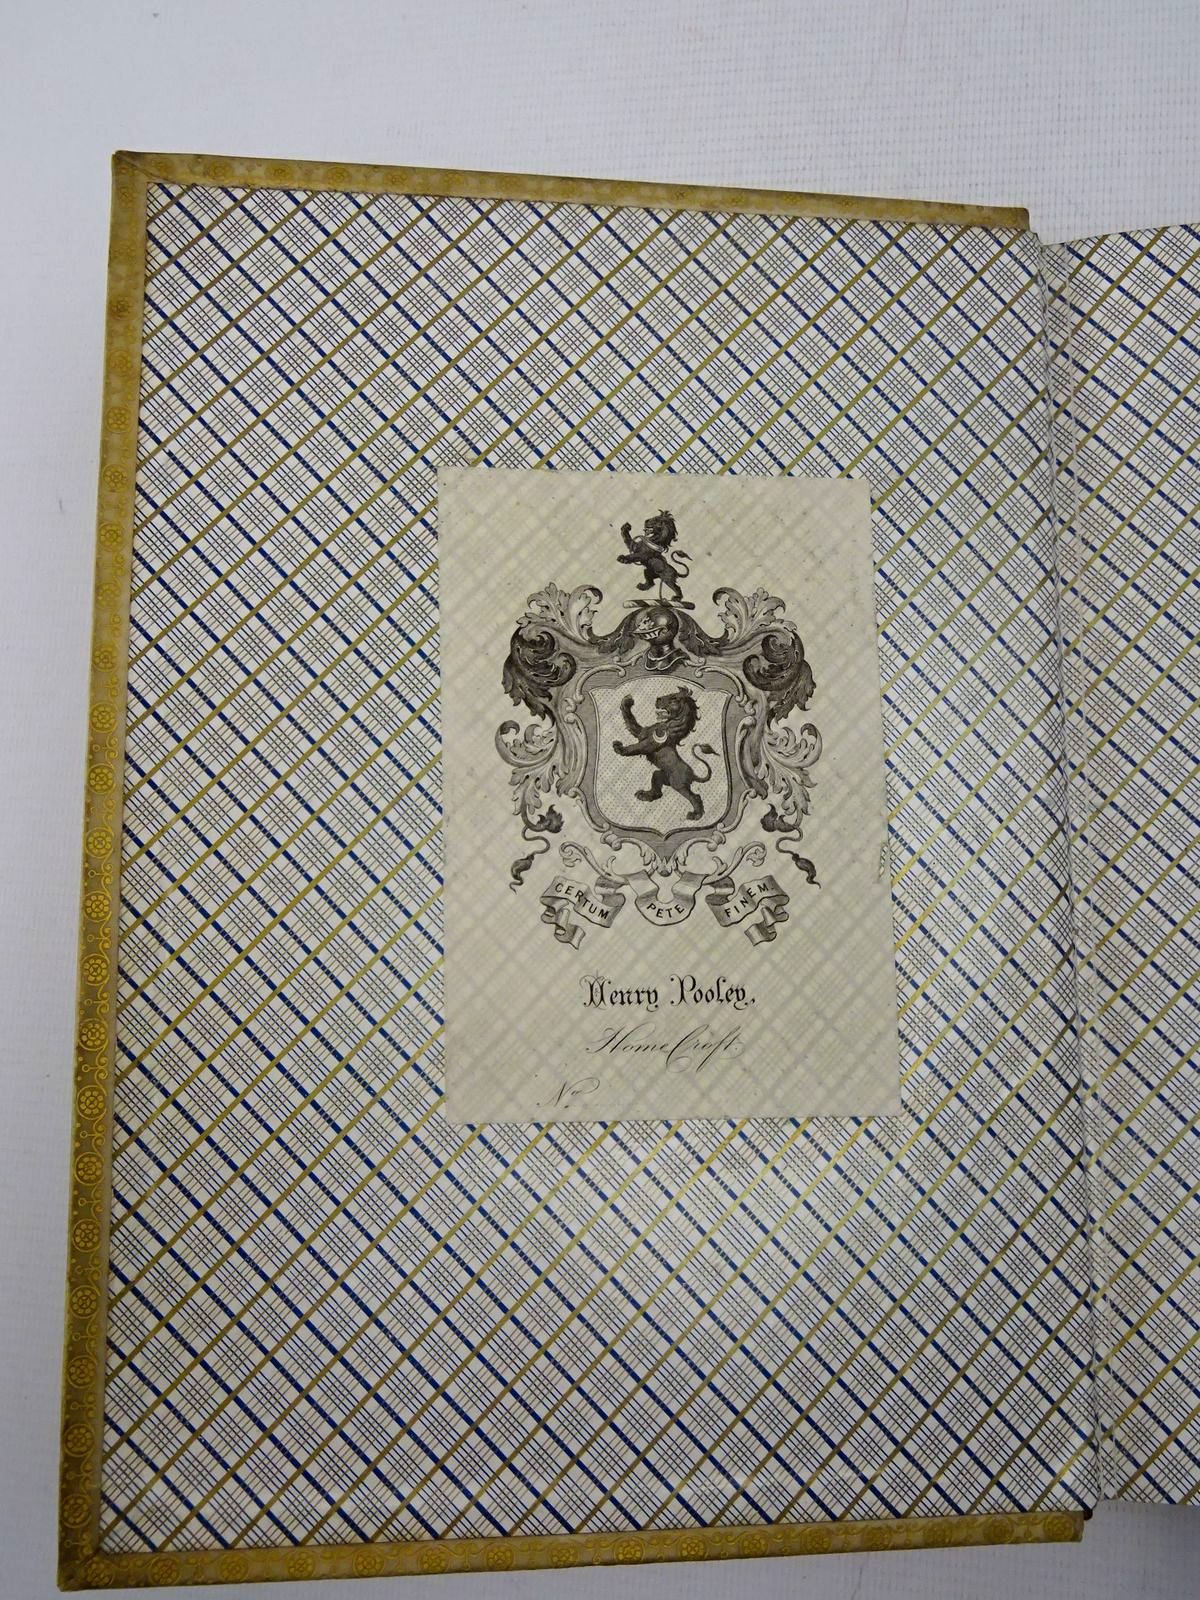 CERTUM PETE FINEM.
Henry Pooley.
Home Croft.
No